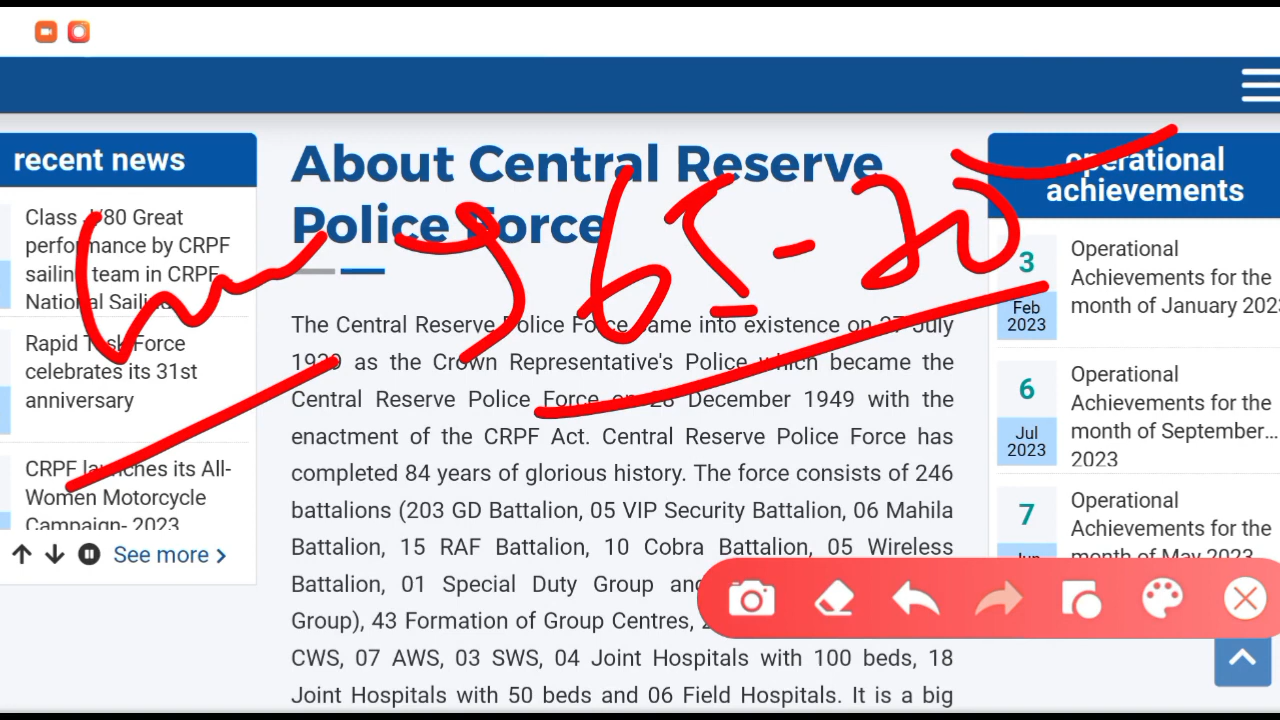 recent news
Class J/80 Great
performance by CRPF
sailing team in CRPF
National Sailing
Rapid Task Force
celebrates its 31st
anniversary
CRPF launches its All-
Women Motorcycle
Campaign- 2023
See more
About Central Reserve
Police Force
The Central Reserve Police Force came into existence on 27 July
1939 as the Crown Representative's Police which became the
Central Reserve Police Force on 28 December 1949 with the
enactment of the CRPF Act. Central Reserve Police Force has
completed 84 years of glorious history. The force consists of 246
battalions (203 GD Battalion, 05 VIP Security Battalion, 06 Mahila
Battalion, 15 RAF Battalion, 10 Cobra Battalion, 05 Wireless
Battalion, 01 Special Duty Group and
Group), 43 Formation of Group Centres,
CWS, 07 AWS, 03 SWS, 04 Joint Hospitals with 100 beds, 18
Joint Hospitals with 50 beds and 06 Field Hospitals. It is a big
365-20
operational
achievements
3
Feb
2023
Operational
Achievements for the
month of January
6
Jul
2023
Operational
Achievements for the
month of September...
2023
7
Operational
Achievements for the
month of May 2023